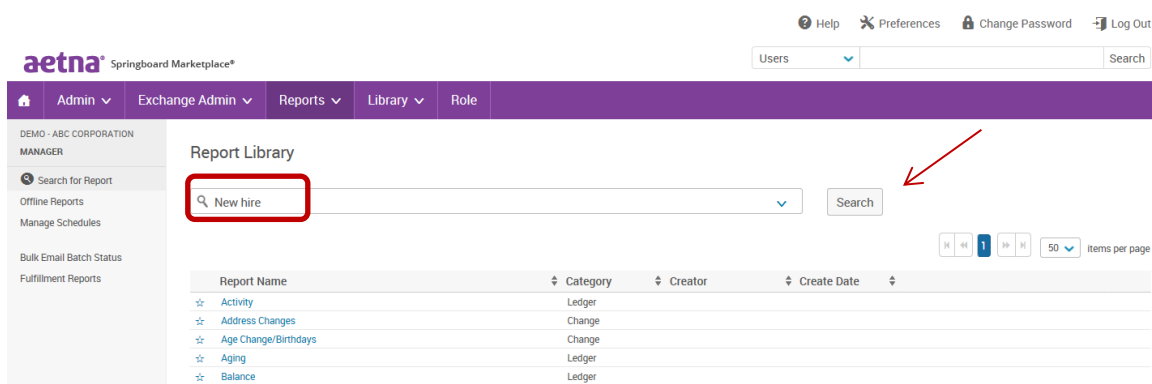 Help Preferences Change Password Log Out
aetna® Springboard Marketplace® Users Search
Admin Exchange Admin Reports Library Role
DEMO - ABC CORPORATION
MANAGER
Report Library
Search for Report
New hire Search
Offline Reports
Manage Schedules
1 50 items per page
Bulk Email Batch Status
Fulfillment Reports
Report Name Category Creator Create Date
Activity Ledger
Address Changes Change
Age Change/Birthdays Change
Aging Ledger
Balance Ledger